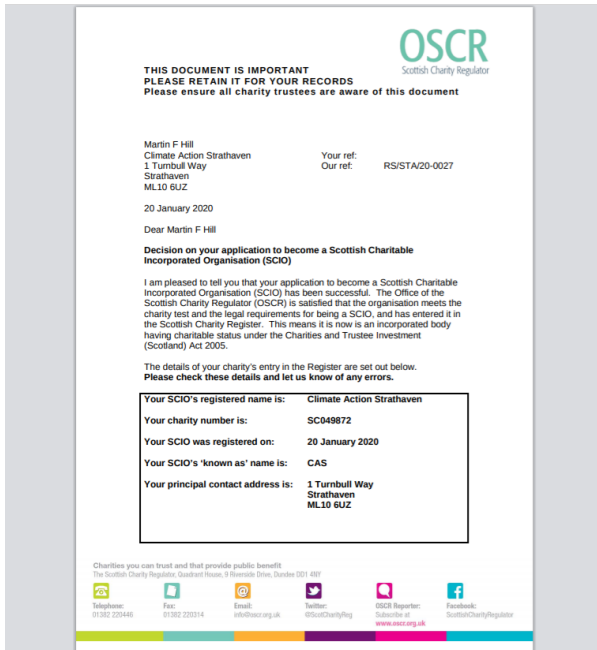 OSCR
Scottish Charity Regulator
THIS DOCUMENT IS IMPORTANT
PLEASE RETAIN IT FOR YOUR RECORDS
Please ensure all charity trustees are aware of this document
Martin F Hill
Climate Action Strathaven Your ref:
1 Turnbull Way Our ref: RS/STA/20-0027
Strathaven
ML10 6UZ
20 January 2020
Dear Martin F Hill
Decision on your application to become a Scottish Charitable
Incorporated Organisation (SCIO)
I am pleased to tell you that your application to become a Scottish Charitable
Incorporated Organisation (SCIO) has been successful. The Office of the
Scottish Charity Regulator (OSCR) is satisfied that the organisation meets the
charity test and the legal requirements for being a SCIO, and has entered it in
the Scottish Charity Register. This means it is now is an incorporated body
having charitable status under the Charities and Trustee Investment
(Scotland) Act 2005.
The details of your charity's entry in the Register are set out below.
Please check these details and let us know of any errors.
Your SCIO's registered name is: Climate Action Strathaven
Your charity number is: SC049872
Your SCIO was registered on: 20 January 2020
Your SCIO's 'known as' name is: CAS
Your principal contact address is: 1 Turnbull Way
Strathaven
ML10 6UZ
Charities you can trust and that provide public benefit
The Scottish Charity Regulator, Quadrant House, 9 Riverside Drive, Dundee DD1 4NY
Telephone: Fax: Email: Twitter: OSCR Reporter: Facebook:
01382 220446 01382 220314 info@oscr.org.uk @ScotCharityReg Subscribe at ScottishCharityRegulator
www.oscr.org.uk